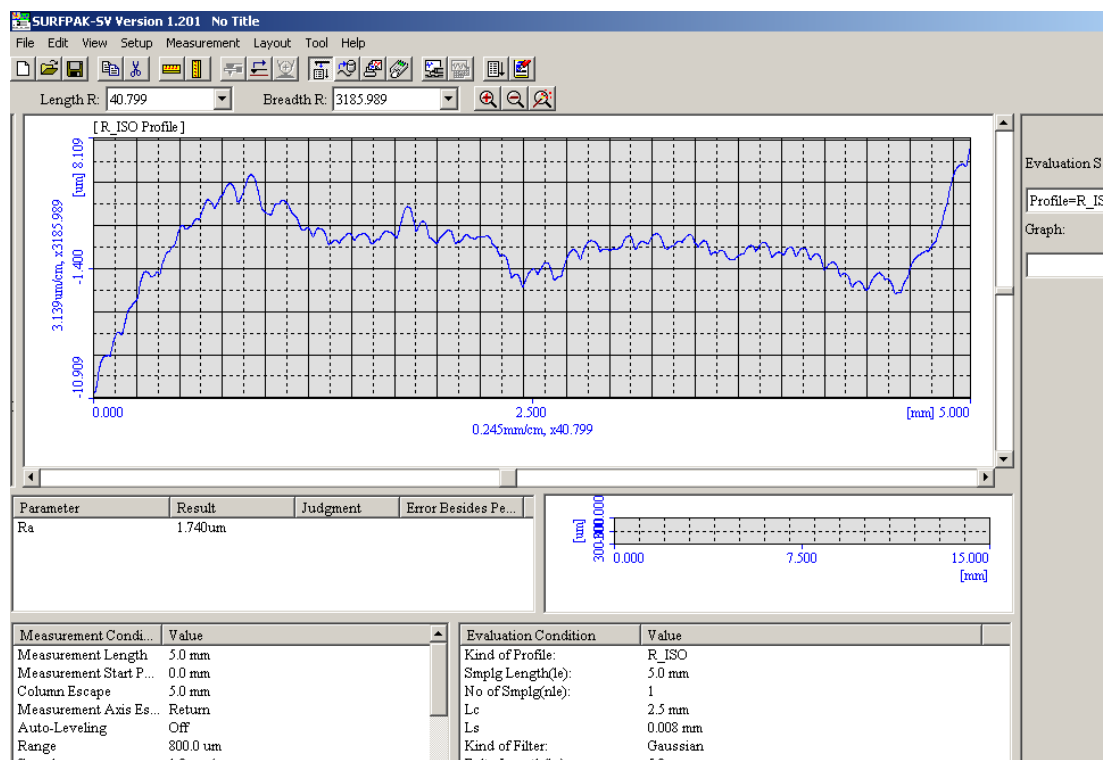 SURFPAK-SV Version 1.201 No Title
File Edit View Setup Measurement Layout Tool Help
Length R: 40.799 Breadth R: 3185.989
[ R_ISO Profile ]
[um] 8.109
-1.400
-10.909
3.139um/cm, x3185.989
0.000 2.500 [mm] 5.000
0.245mm/cm, x40.799
Evaluation S
Profile=R_IS
Graph:
Parameter Result Judgment Error Besides Pe...
Ra 1.740um
[um]
0.000 7.500 15.000
[mm]
Measurement Condi... Value
Measurement Length 5.0 mm
Measurement Start P... 0.0 mm
Column Escape 5.0 mm
Measurement Axis Es... Return
Auto-Leveling Off
Range 800.0 um
Evaluation Condition Value
Kind of Profile: R_ISO
Smplg Length(le): 5.0 mm
No of Smplg(nle): 1
Lc 2.5 mm
Ls 0.008 mm
Kind of Filter: Gaussian